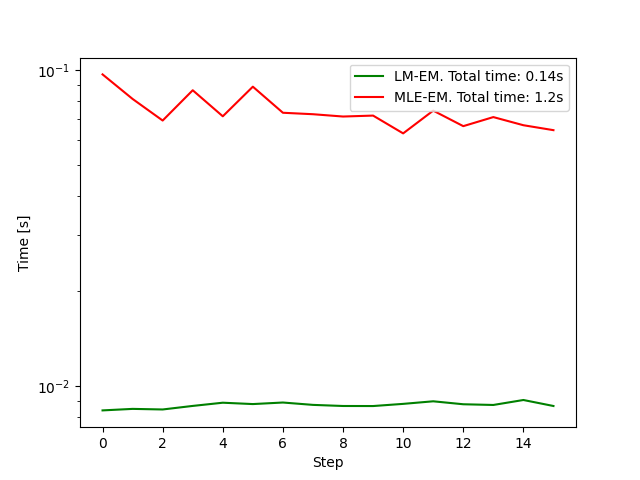 LM-EM. Total time: 0.14s
MLE-EM. Total time: 1.2s
10⁻¹
10⁻²
Time [s]
0 2 4 6 8 10 12 14
Step